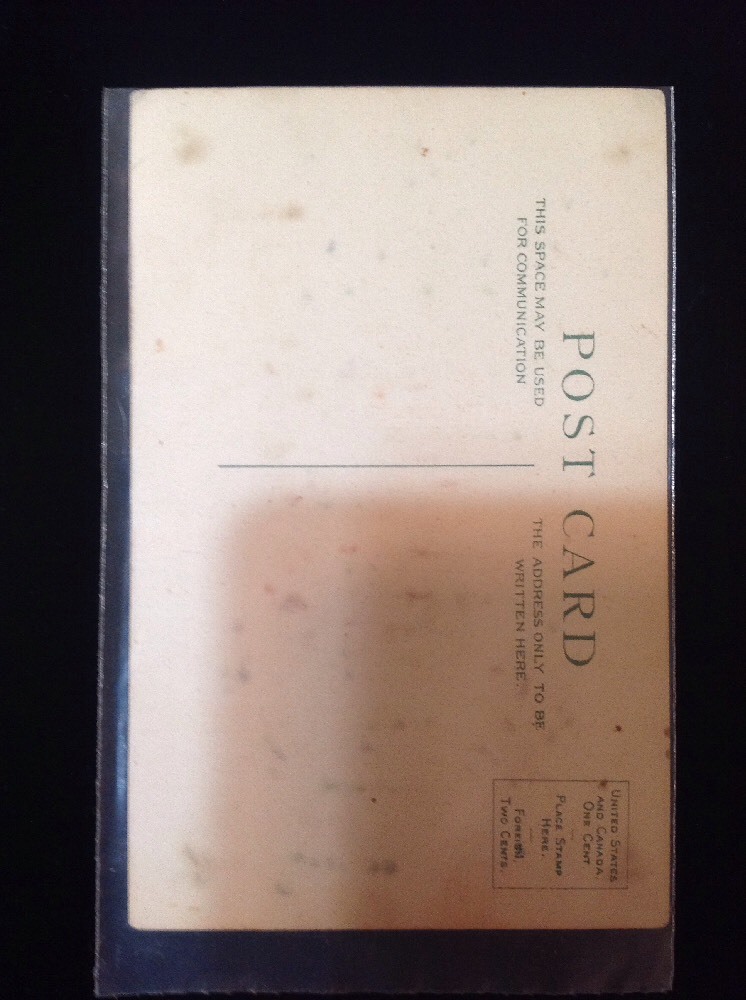 POST CARD
THIS SPACE MAY BE USED
FOR COMMUNICATION
THE ADDRESS ONLY TO BE
WRITTEN HERE.
UNITED STATES
AND CANADA,
ONE CENT
PLACE STAMP
HERE.
FOREIGN,
TWO CENTS.